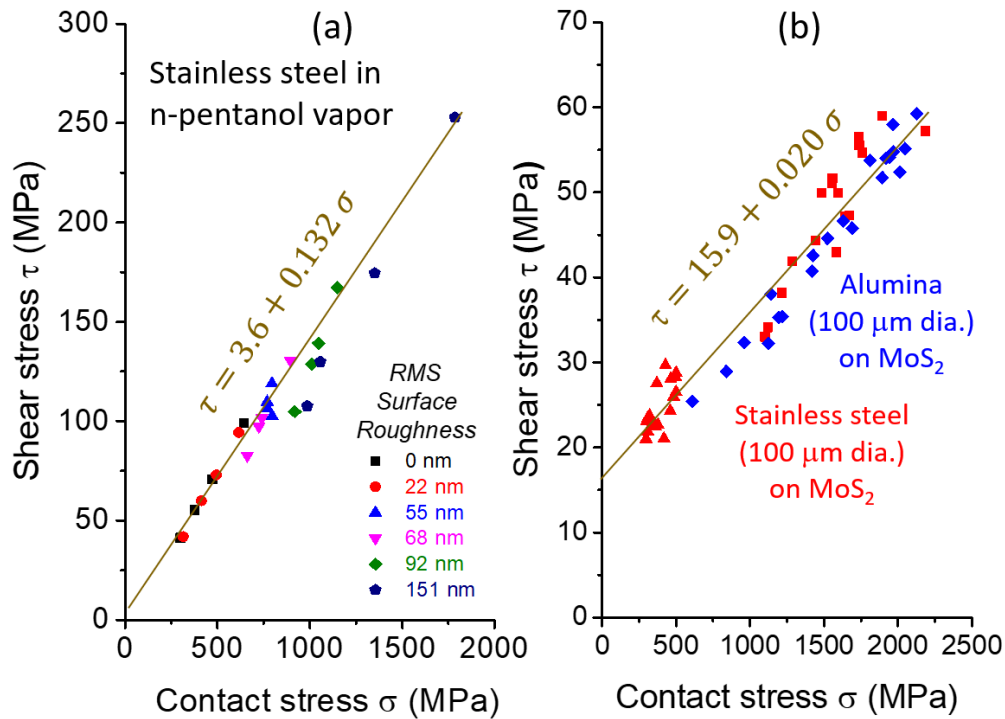 (a)
Stainless steel in
n-pentanol vapor
τ = 3.6 + 0.132 σ
RMS
Surface
Roughness
0 nm
22 nm
55 nm
68 nm
92 nm
151 nm
Shear stress τ (MPa)
300
250
200
150
100
50
0
0 500 1000 1500 2000
Contact stress σ (MPa)
(b)
τ = 15.9 + 0.020 σ
Alumina
(100 μm dia.)
on MoS₂
Stainless steel
(100 μm dia.)
on MoS₂
Shear stress τ (MPa)
70
60
50
40
30
20
10
0
0 500 1000 1500 2000 2500
Contact stress σ (MPa)